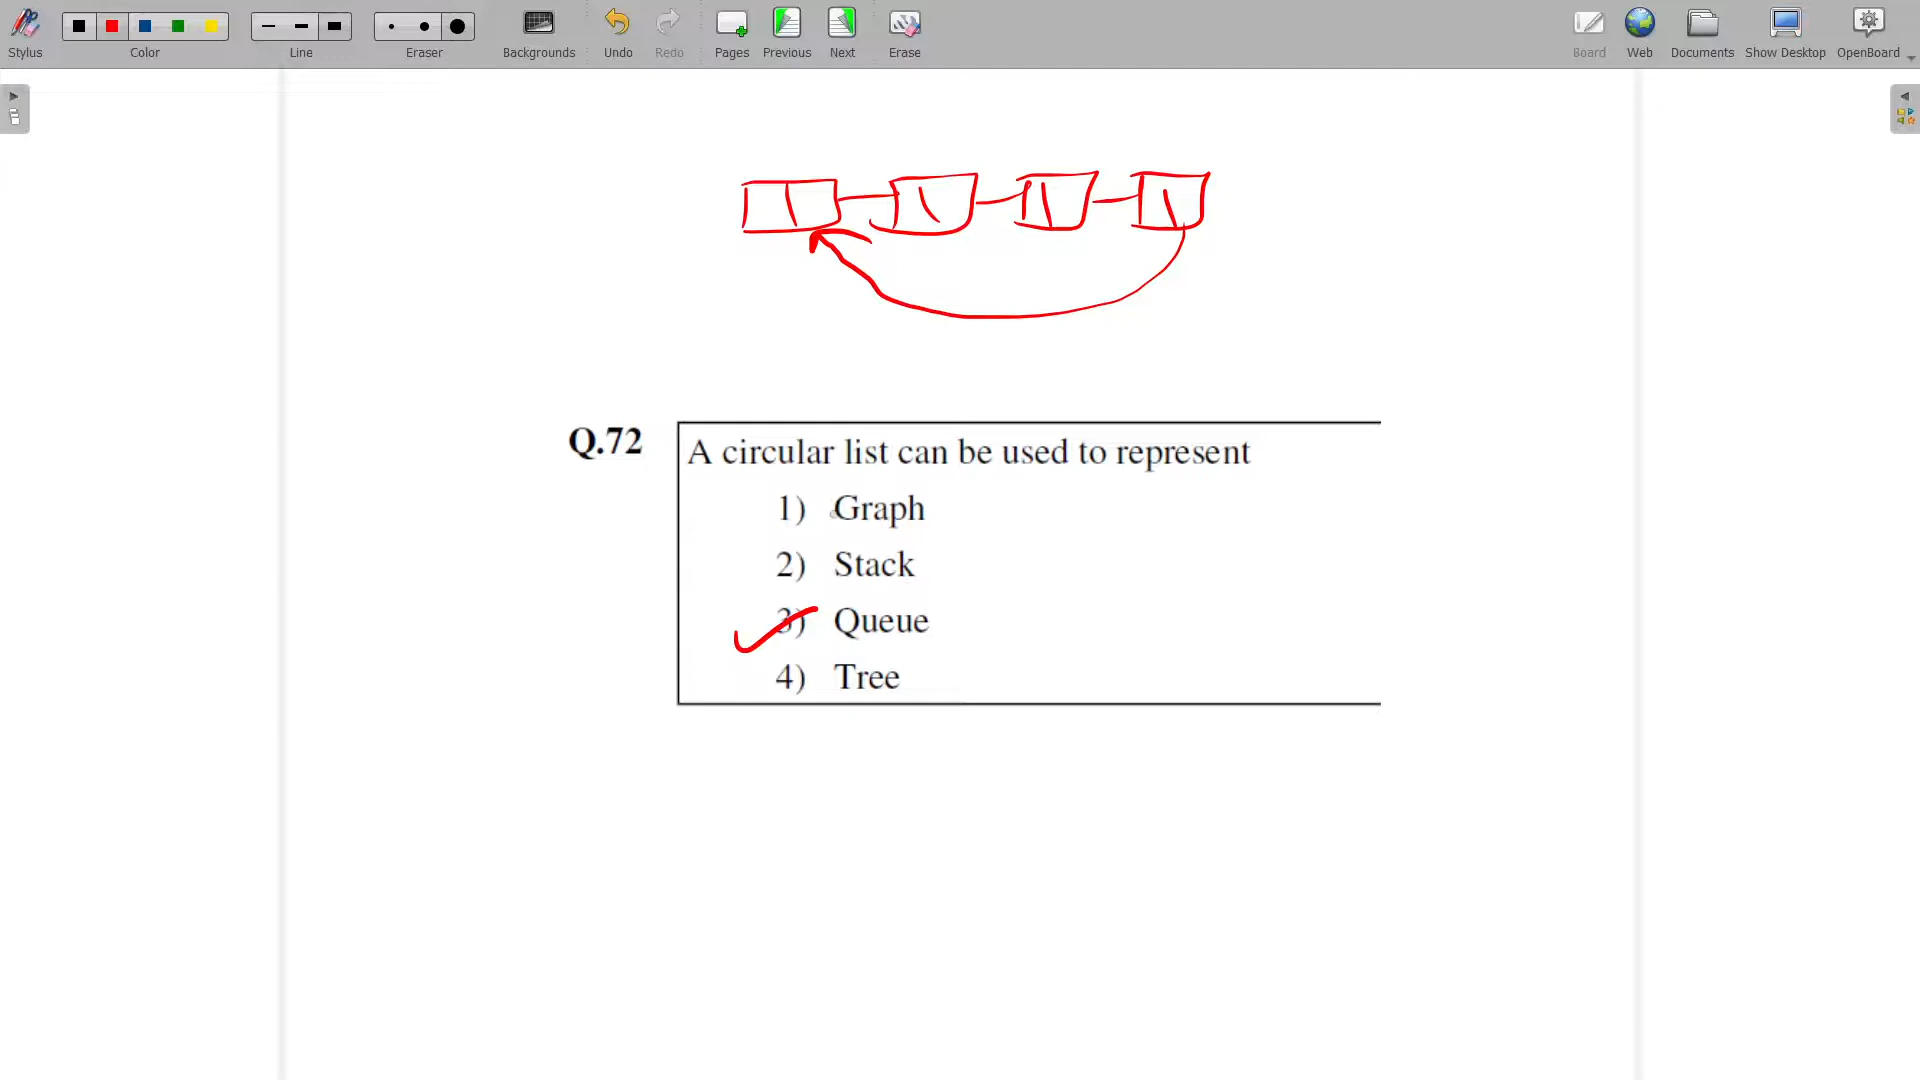 Stylus
Color
Line
Eraser
Backgrounds
Undo
Redo
Pages
Previous
Next
Erase
Board
Web
Documents
Show Desktop
OpenBoard
Q.72
A circular list can be used to represent
1) Graph
2) Stack
3) Queue
4) Tree